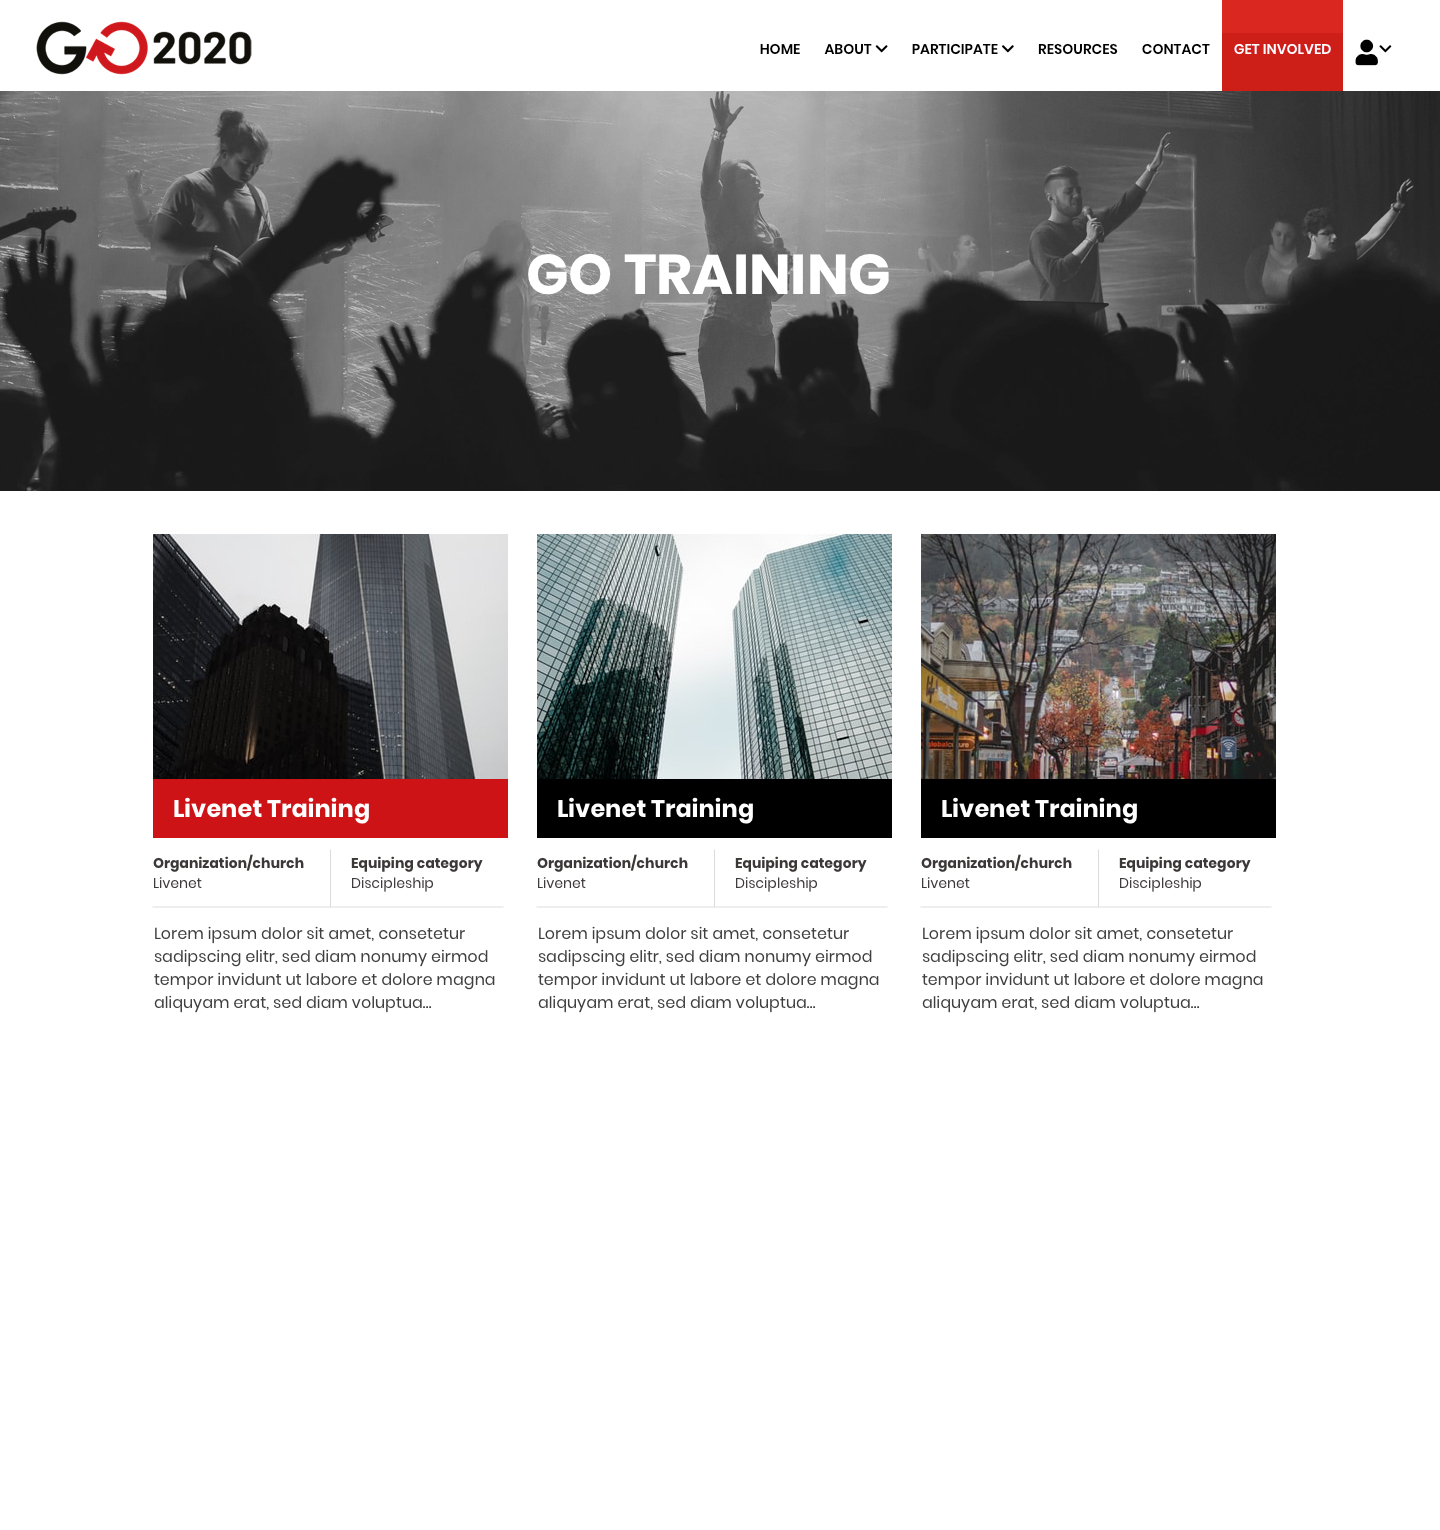 GO 2020
HOME ABOUT PARTICIPATE RESOURCES CONTACT GET INVOLVED
GO TRAINING
Livenet Training
Organization/church Equiping category
Livenet Discipleship
Lorem ipsum dolor sit amet, consetetur
sadipscing elitr, sed diam nonumy eirmod
tempor invidunt ut labore et dolore magna
aliquyam erat, sed diam voluptua...
Livenet Training
Organization/church Equiping category
Livenet Discipleship
Lorem ipsum dolor sit amet, consetetur
sadipscing elitr, sed diam nonumy eirmod
tempor invidunt ut labore et dolore magna
aliquyam erat, sed diam voluptua...
Livenet Training
Organization/church Equiping category
Livenet Discipleship
Lorem ipsum dolor sit amet, consetetur
sadipscing elitr, sed diam nonumy eirmod
tempor invidunt ut labore et dolore magna
aliquyam erat, sed diam voluptua...